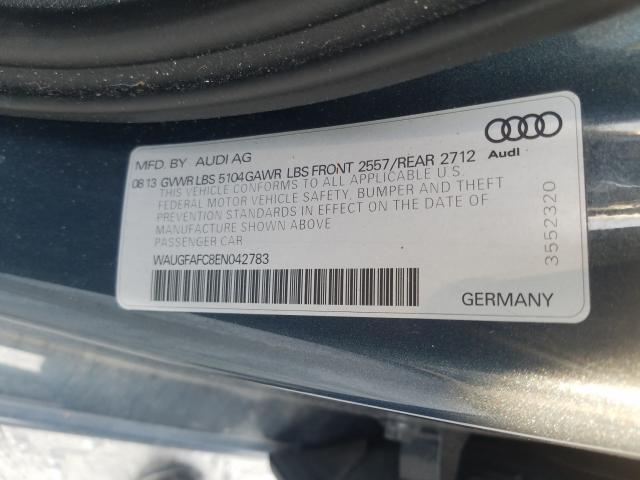 MFD. BY AUDI AG
08 13 GVWR LBS 5104 GAWR LBS FRONT 2557/REAR 2712
THIS VEHICLE CONFORMS TO ALL APPLICABLE U.S.
FEDERAL MOTOR VEHICLE SAFETY, BUMPER AND THEFT
PREVENTION STANDARDS IN EFFECT ON THE DATE OF
MANUFACTURE SHOWN ABOVE
PASSENGER CAR
WAUGFAFC8EN042783
Audi
3552320
GERMANY